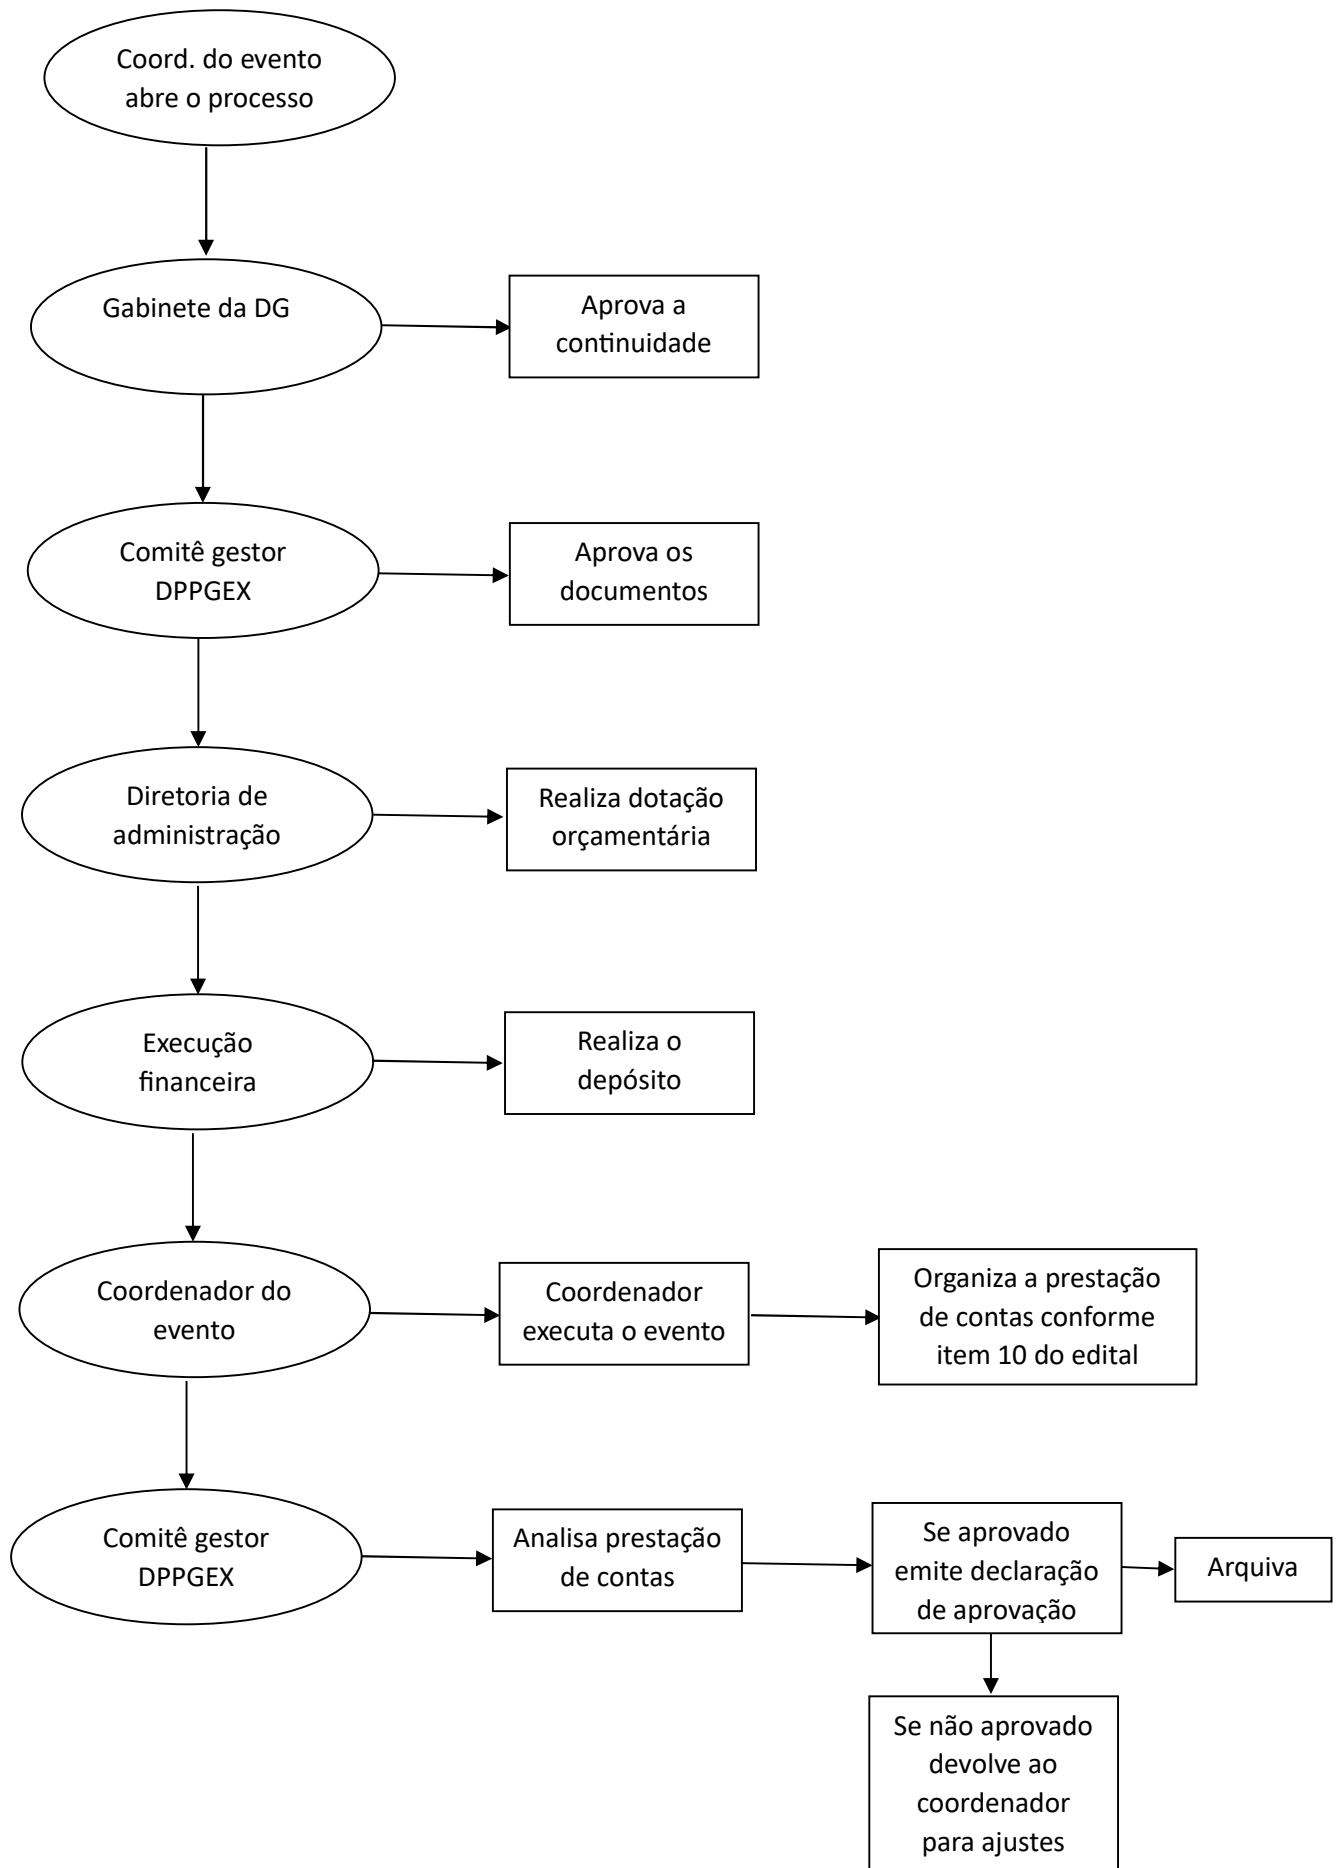 Coord. do evento
abre o processo
Gabinete da DG
Aprova a
continuidade
Comitê gestor
DPPGEX
Aprova os
documentos
Diretoria de
administração
Realiza dotação
orçamentária
Execução
financeira
Realiza o
depósito
Coordenador do
evento
Coordenador
executa o evento
Organiza a prestação
de contas conforme
item 10 do edital
Comitê gestor
DPPGEX
Analisa prestação
de contas
Se aprovado
emite declaração
de aprovação
Arquiva
Se não aprovado
devolve ao
coordenador
para ajustes